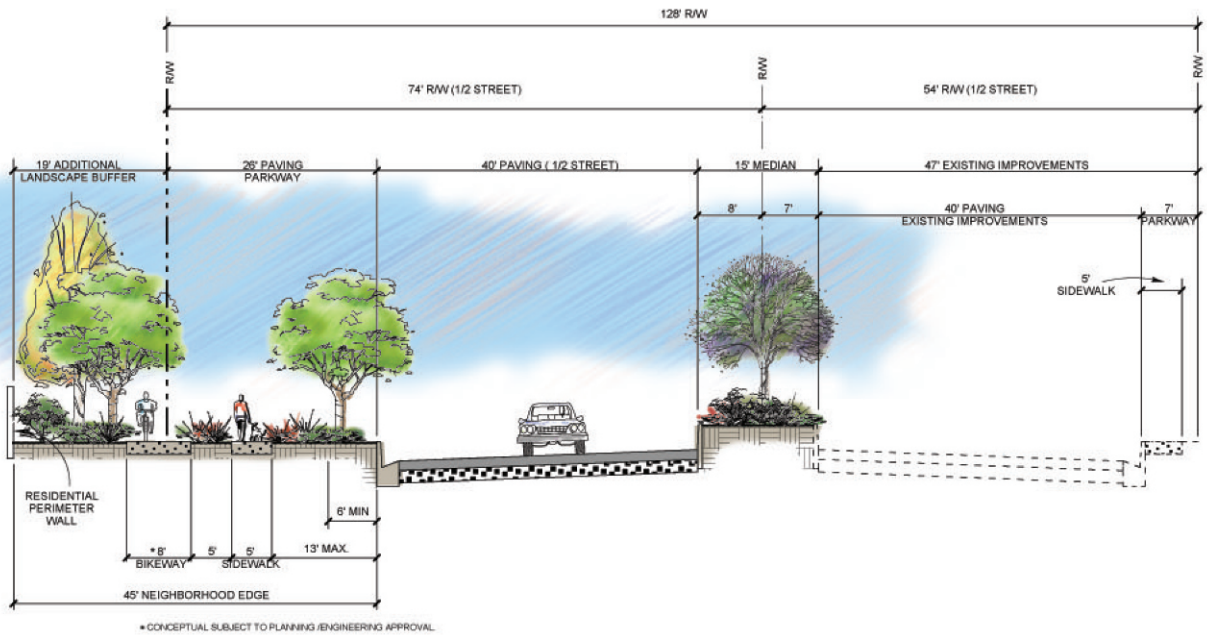 128' R/W
R/W
R/W
R/W
74' R/W (1/2 STREET)
54' R/W (1/2 STREET)
19' ADDITIONAL
LANDSCAPE BUFFER
26' PAVING
PARKWAY
40' PAVING ( 1/2 STREET)
15' MEDIAN
47' EXISTING IMPROVEMENTS
8'
7'
40' PAVING
EXISTING IMPROVEMENTS
7'
PARKWAY
5'
SIDEWALK
RESIDENTIAL
PERIMETER
WALL
6' MIN
* 8'
BIKEWAY
5'
5'
SIDEWALK
13' MAX.
45' NEIGHBORHOOD EDGE
* CONCEPTUAL SUBJECT TO PLANNING /ENGINEERING APPROVAL